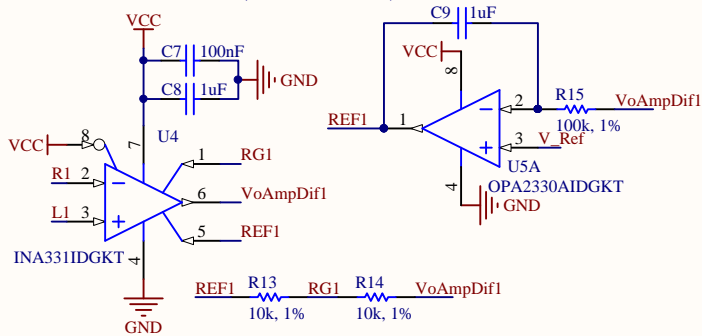 VCC
C7 100nF
C8 1uF
GND
U4
7
VCC 8
R1 2
L1 3
1 RG1
6 VoAmpDif1
5 REF1
INA331IDGKT
4
GND
C9 1uF
VCC
8
REF1 1
2 R15 VoAmpDif1
100k, 1%
3 V_Ref
U5A
OPA2330AIDGKT
4
GND
REF1 R13 RG1 R14 VoAmpDif1
10k, 1% 10k, 1%